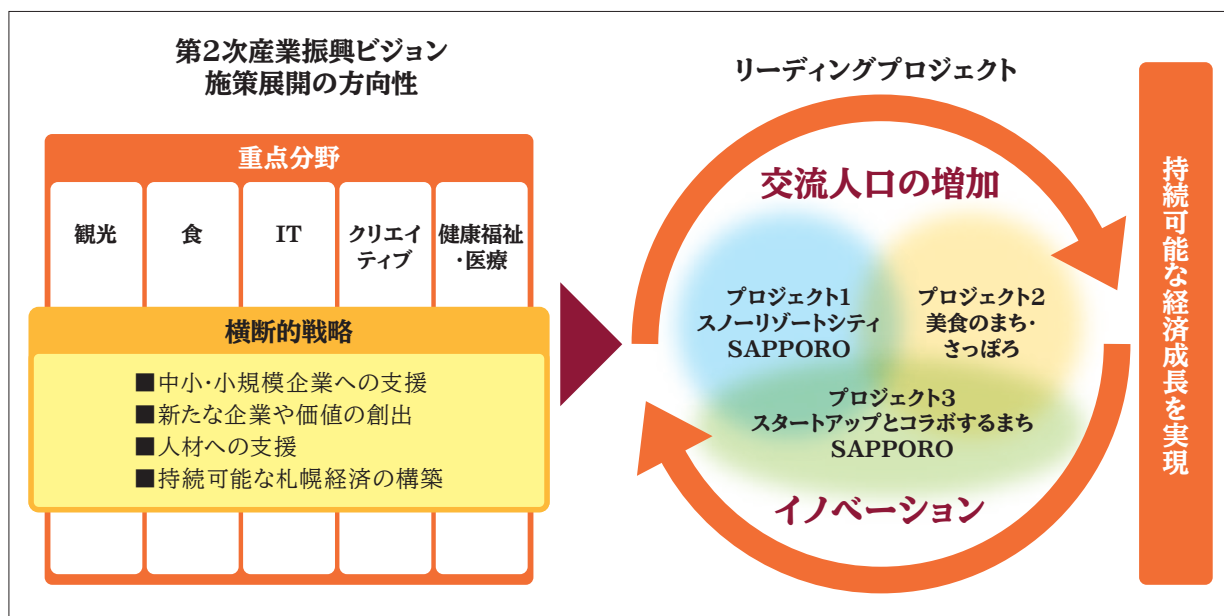 第2次産業振興ビジョン
施策展開の方向性
重点分野
観光
食
IT
クリエイ
ティブ
健康福祉
・医療
横断的戦略
■中小・小規模企業への支援
■新たな企業や価値の創出
■人材への支援
■持続可能な札幌経済の構築
リーディングプロジェクト
交流人口の増加
プロジェクト1
スノーリゾートシティ
SAPPORO
プロジェクト2
美食のまち・
さっぽろ
プロジェクト3
スタートアップとコラボするまち
SAPPORO
イノベーション
持続可能な経済成長を実現